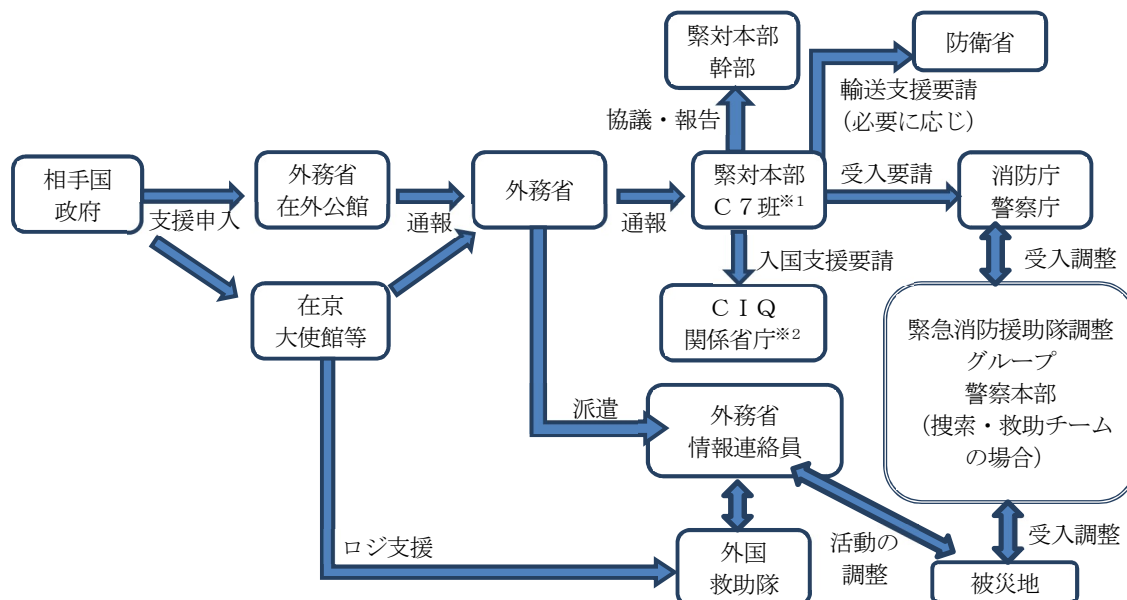 緊対本部
幹部
防衛省
協議・報告
輸送支援要請
（必要に応じ）
相手国
政府
外務省
在外公館
外務省
緊対本部
Ｃ７班※1
受入要請
消防庁
警察庁
支援申入
通報
通報
入国支援要請
受入調整
在京
大使館等
ＣＩＱ
関係省庁※2
緊急消防援助隊調整
グループ
警察本部
（捜索・救助チーム
の場合）
派遣
外務省
情報連絡員
ロジ支援
外国
救助隊
活動の
調整
受入調整
被災地